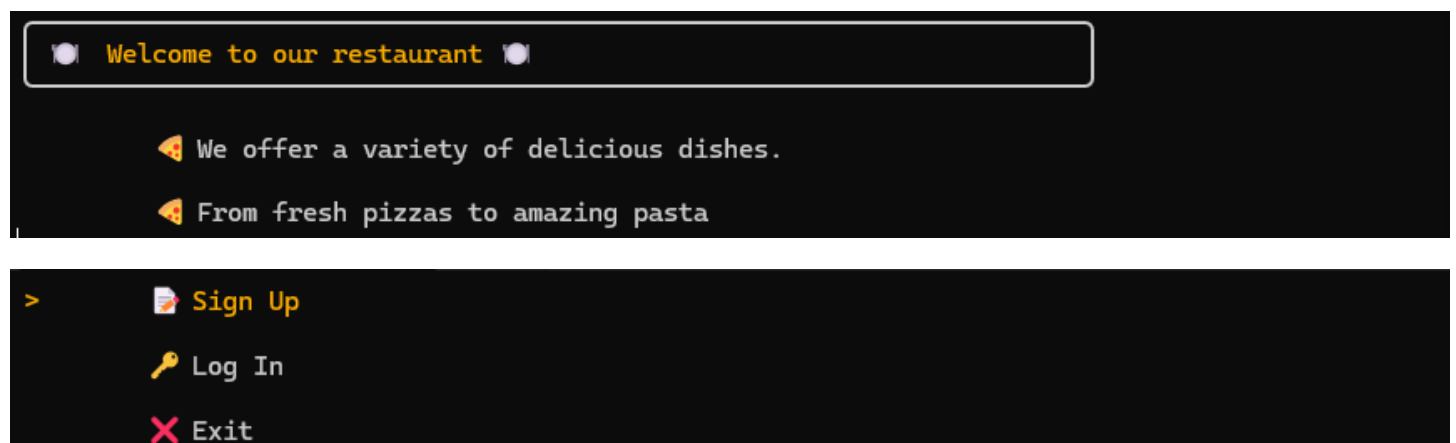 🍽 Welcome to our restaurant 🍽
🍕 We offer a variety of delicious dishes.
🍕 From fresh pizzas to amazing pasta
> 📝 Sign Up
🔑 Log In
❌ Exit